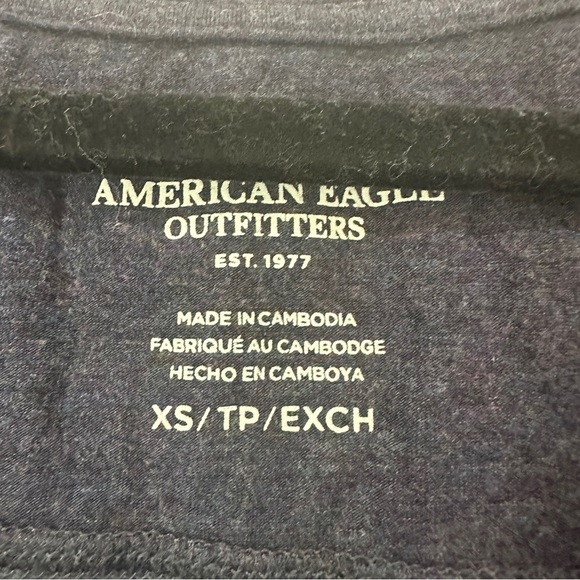 AMERICAN EAGLE
OUTFITTERS
EST. 1977
MADE IN CAMBODIA
FABRIQUÉ AU CAMBODGE
HECHO EN CAMBOYA
XS/TP/EXCH